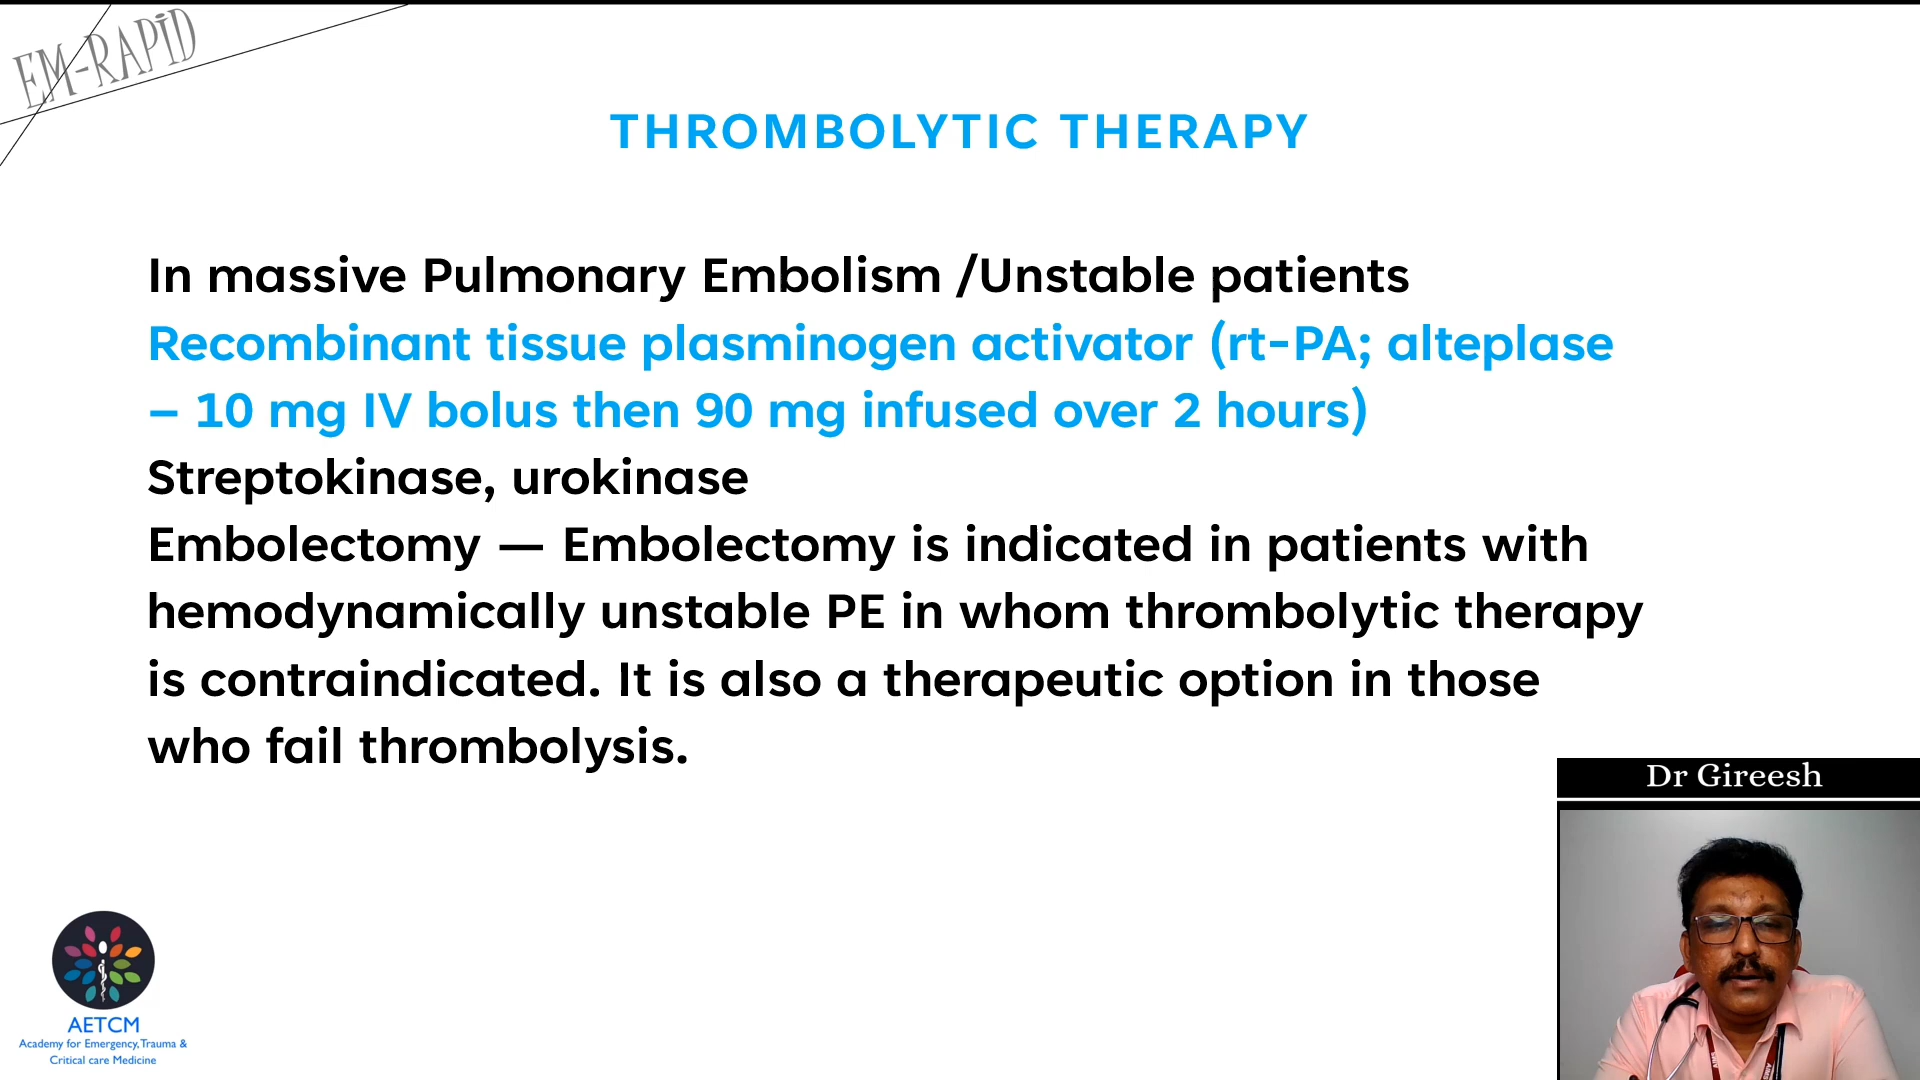 EM-RAPiD
THROMBOLYTIC THERAPY
In massive Pulmonary Embolism /Unstable patients
Recombinant tissue plasminogen activator (rt-PA; alteplase
– 10 mg IV bolus then 90 mg infused over 2 hours)
Streptokinase, urokinase
Embolectomy — Embolectomy is indicated in patients with
hemodynamically unstable PE in whom thrombolytic therapy
is contraindicated. It is also a therapeutic option in those
who fail thrombolysis.
Dr Gireesh
AETCM
Academy for Emergency,Trauma &
Critical care Medicine